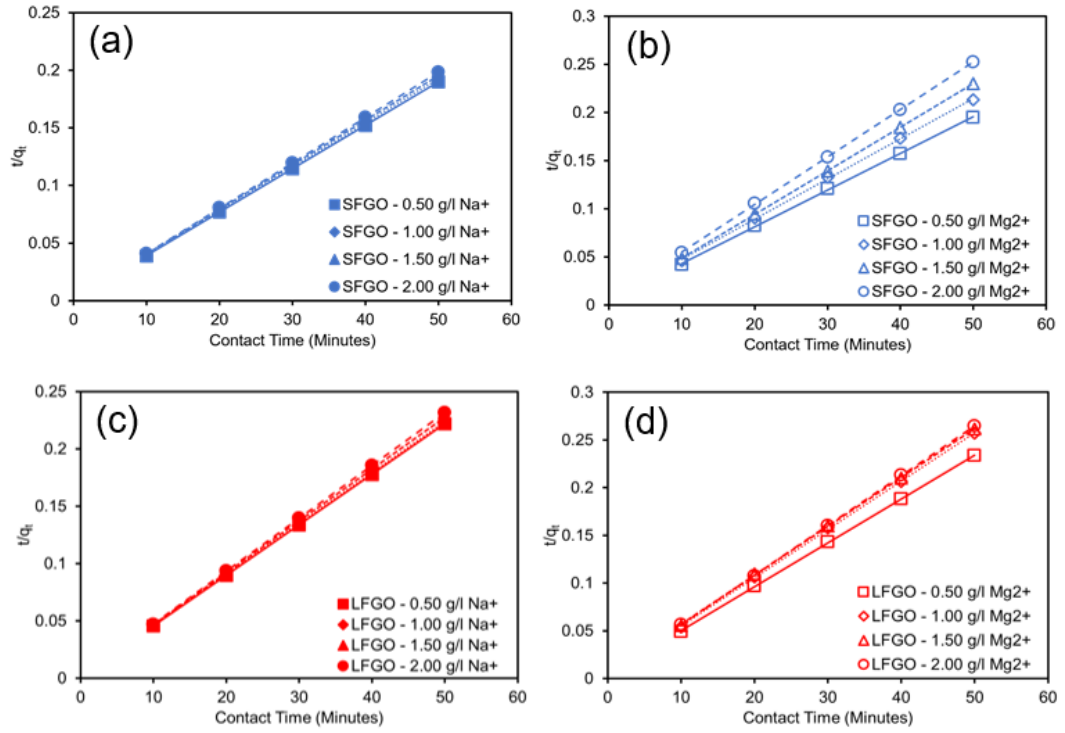 (a)
0.25
0.2
0.15
0.1
0.05
0
t/qt
0 10 20 30 40 50 60
Contact Time (Minutes)
SFGO - 0.50 g/l Na+
SFGO - 1.00 g/l Na+
SFGO - 1.50 g/l Na+
SFGO - 2.00 g/l Na+
(b)
0.3
0.25
0.2
0.15
0.1
0.05
0
t/qt
0 10 20 30 40 50 60
Contact Time (Minutes)
SFGO - 0.50 g/l Mg2+
SFGO - 1.00 g/l Mg2+
SFGO - 1.50 g/l Mg2+
SFGO - 2.00 g/l Mg2+
(c)
0.25
0.2
0.15
0.1
0.05
0
t/qt
0 10 20 30 40 50 60
Contact Time (Minutes)
LFGO - 0.50 g/l Na+
LFGO - 1.00 g/l Na+
LFGO - 1.50 g/l Na+
LFGO - 2.00 g/l Na+
(d)
0.3
0.25
0.2
0.15
0.1
0.05
0
t/qt
0 10 20 30 40 50 60
Contact Time (Minutes)
LFGO - 0.50 g/l Mg2+
LFGO - 1.00 g/l Mg2+
LFGO - 1.50 g/l Mg2+
LFGO - 2.00 g/l Mg2+